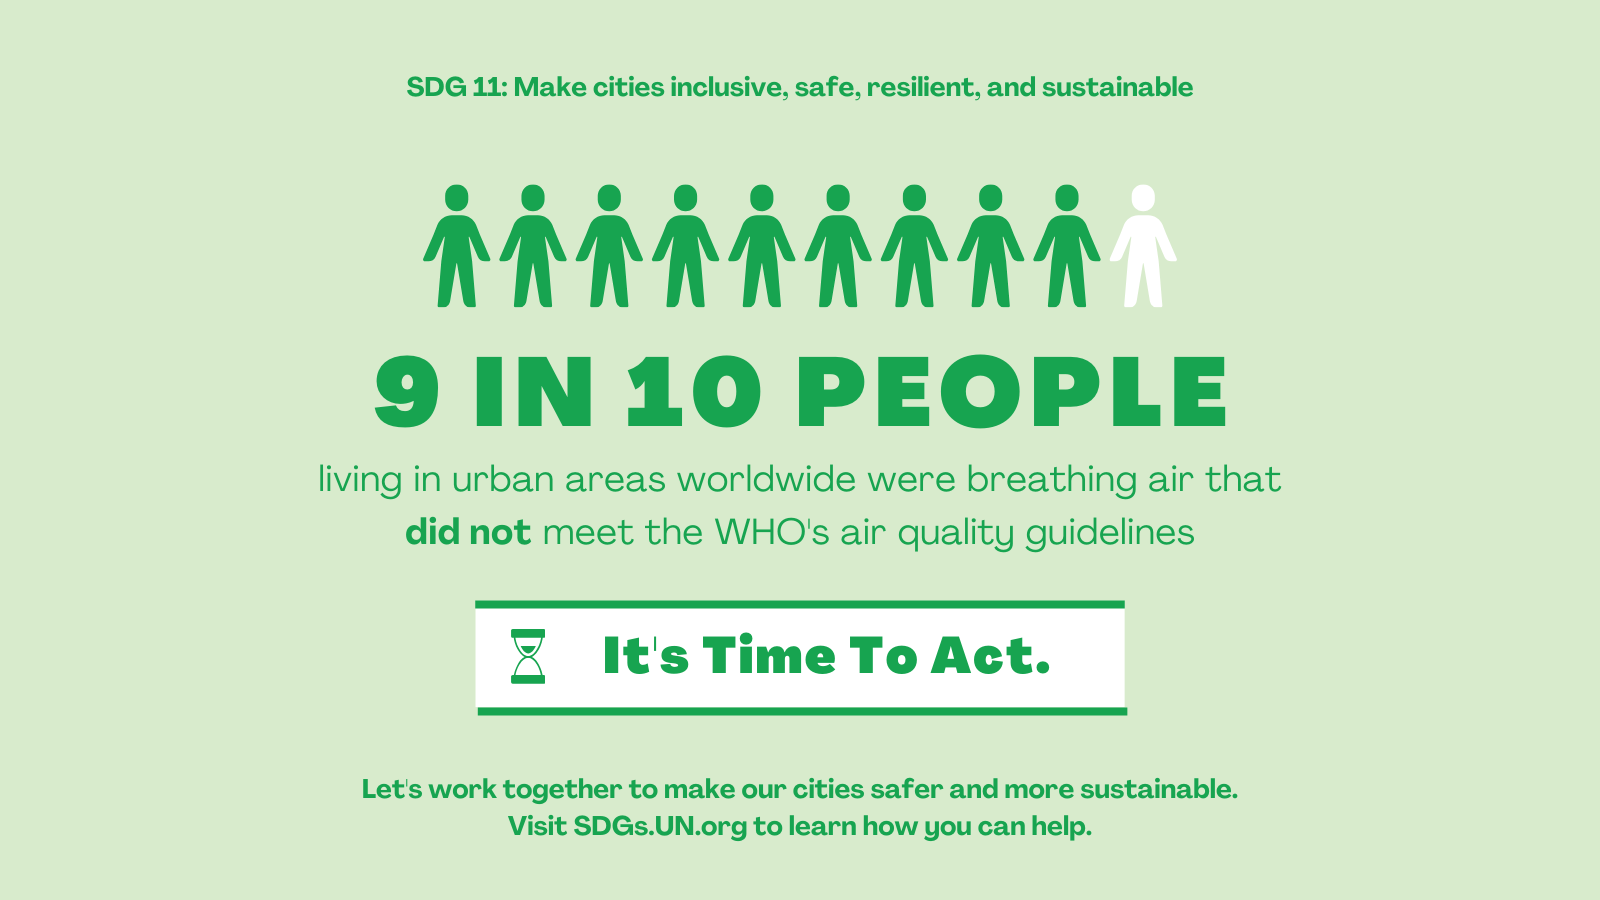 SDG 11: Make cities inclusive, safe, resilient, and sustainable
9 IN 10 PEOPLE
living in urban areas worldwide were breathing air that
did not meet the WHO's air quality guidelines
It's Time To Act.
Let's work together to make our cities safer and more sustainable.
Visit SDGs.UN.org to learn how you can help.